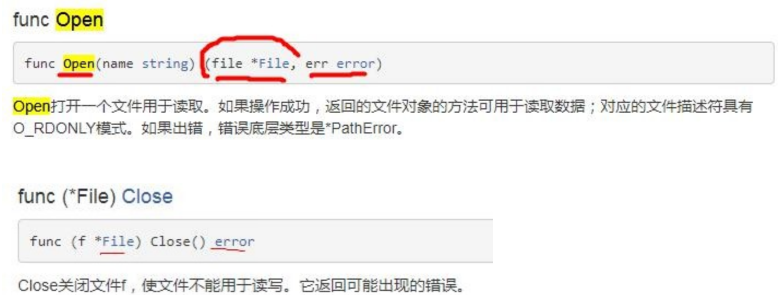 func Open
func Open(name string) (file *File, err error)
Open打开一个文件用于读取。如果操作成功，返回的文件对象的方法可用于读取数据；对应的文件描述符具有
O_RDONLY模式。如果出错，错误底层类型是*PathError。
func (*File) Close
func (f *File) Close() error
Close关闭文件f，使文件不能用于读写。它返回可能出现的错误。